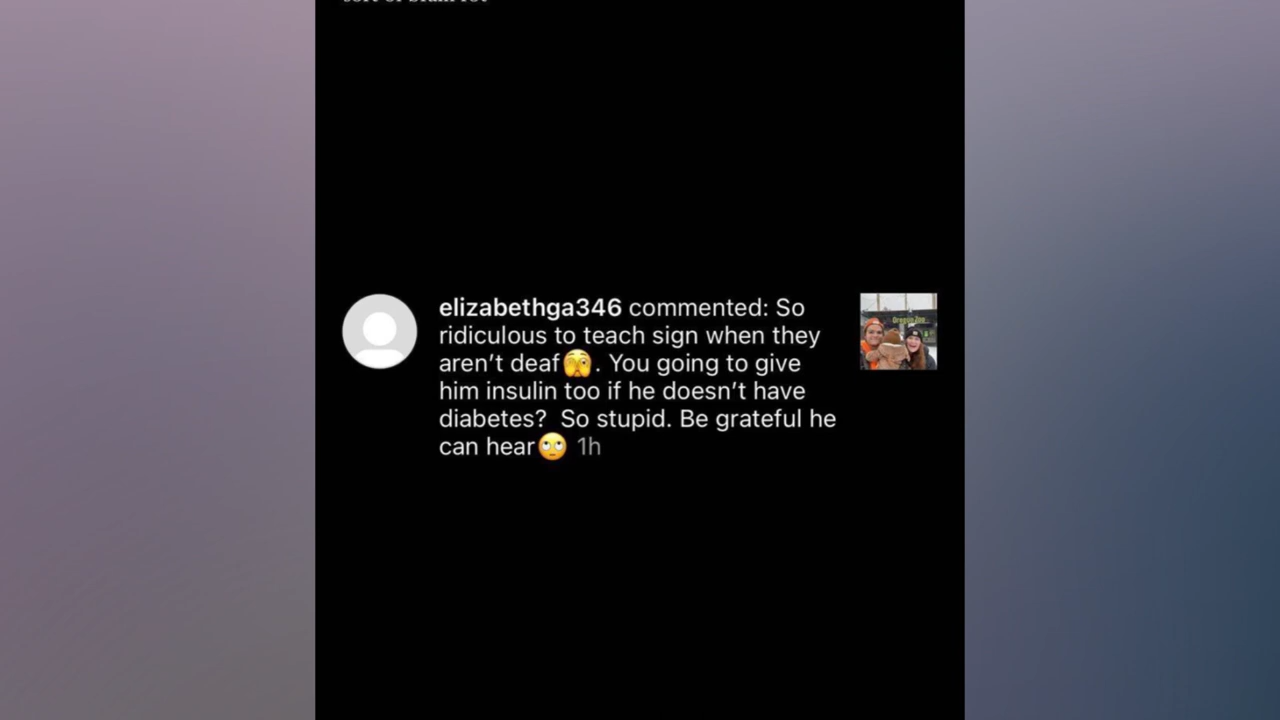 elizabethga346 commented: So
ridiculous to teach sign when they
aren’t deaf🫣. You going to give
him insulin too if he doesn’t have
diabetes?  So stupid. Be grateful he
can hear🙄 1h